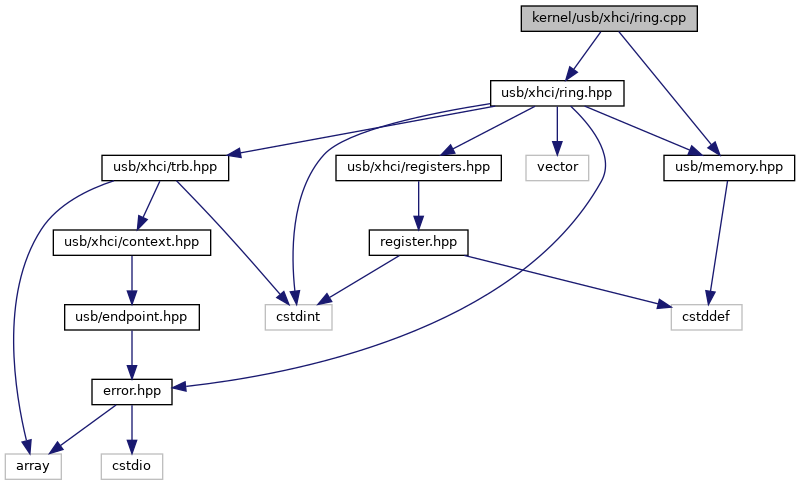 kernel/usb/xhci/ring.cpp
usb/xhci/ring.hpp
usb/xhci/trb.hpp
usb/xhci/registers.hpp
vector
usb/memory.hpp
usb/xhci/context.hpp
register.hpp
usb/endpoint.hpp
cstdint
cstddef
error.hpp
array
cstdio